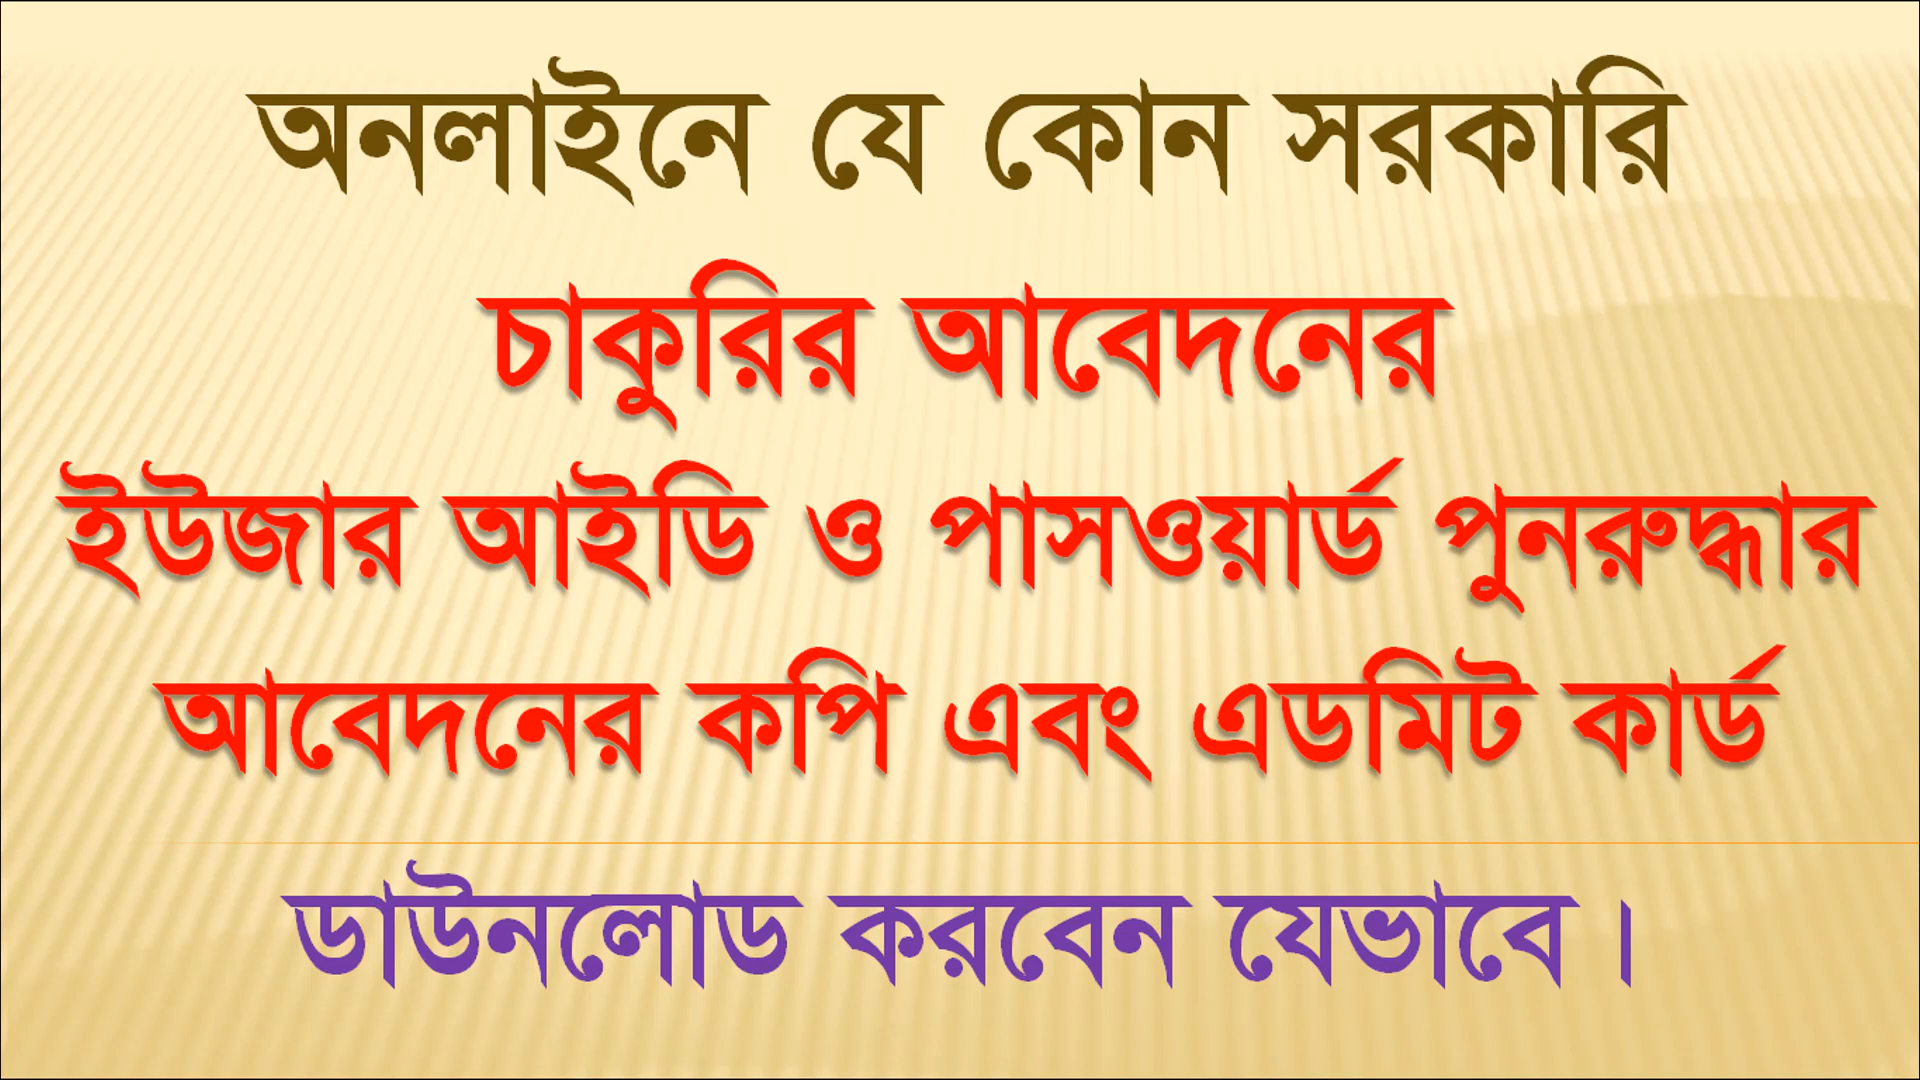 অনলাইনে যে কোন সরকারি
চাকুরির আবেদনের
ইউজার আইডি ও পাসওয়ার্ড পুনরুদ্ধার
আবেদনের কপি এবং এডমিট কার্ড
ডাউনলোড করবেন যেভাবে।